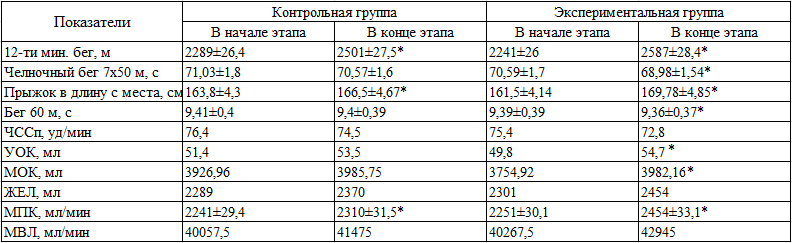 Показатели Контрольная группа Экспериментальная группа
В начале этапа В конце этапа В начале этапа В конце этапа
12-ти мин. бег, м 2289±26,4 2501±27,5* 2241±26 2587±28,4*
Челночный бег 7х50 м, с 71,03±1,8 70,57±1,6 70,59±1,7 68,98±1,54*
Прыжок в длину с места, см 163,8±4,3 166,5±4,67* 161,5±4,14 169,78±4,85*
Бег 60 м, с 9,41±0,4 9,4±0,39 9,39±0,39 9,36±0,37*
ЧССп, уд/мин 76,4 74,5 75,4 72,8
УОК, мл 51,4 53,5 49,8 54,7 *
МОК, мл 3926,96 3985,75 3754,92 3982,16*
ЖЕЛ, мл 2289 2370 2301 2454
МПК, мл/мин 2241±29,4 2310±31,5* 2251±30,1 2454±33,1*
МВЛ, мл/мин 40057,5 41475 40267,5 42945